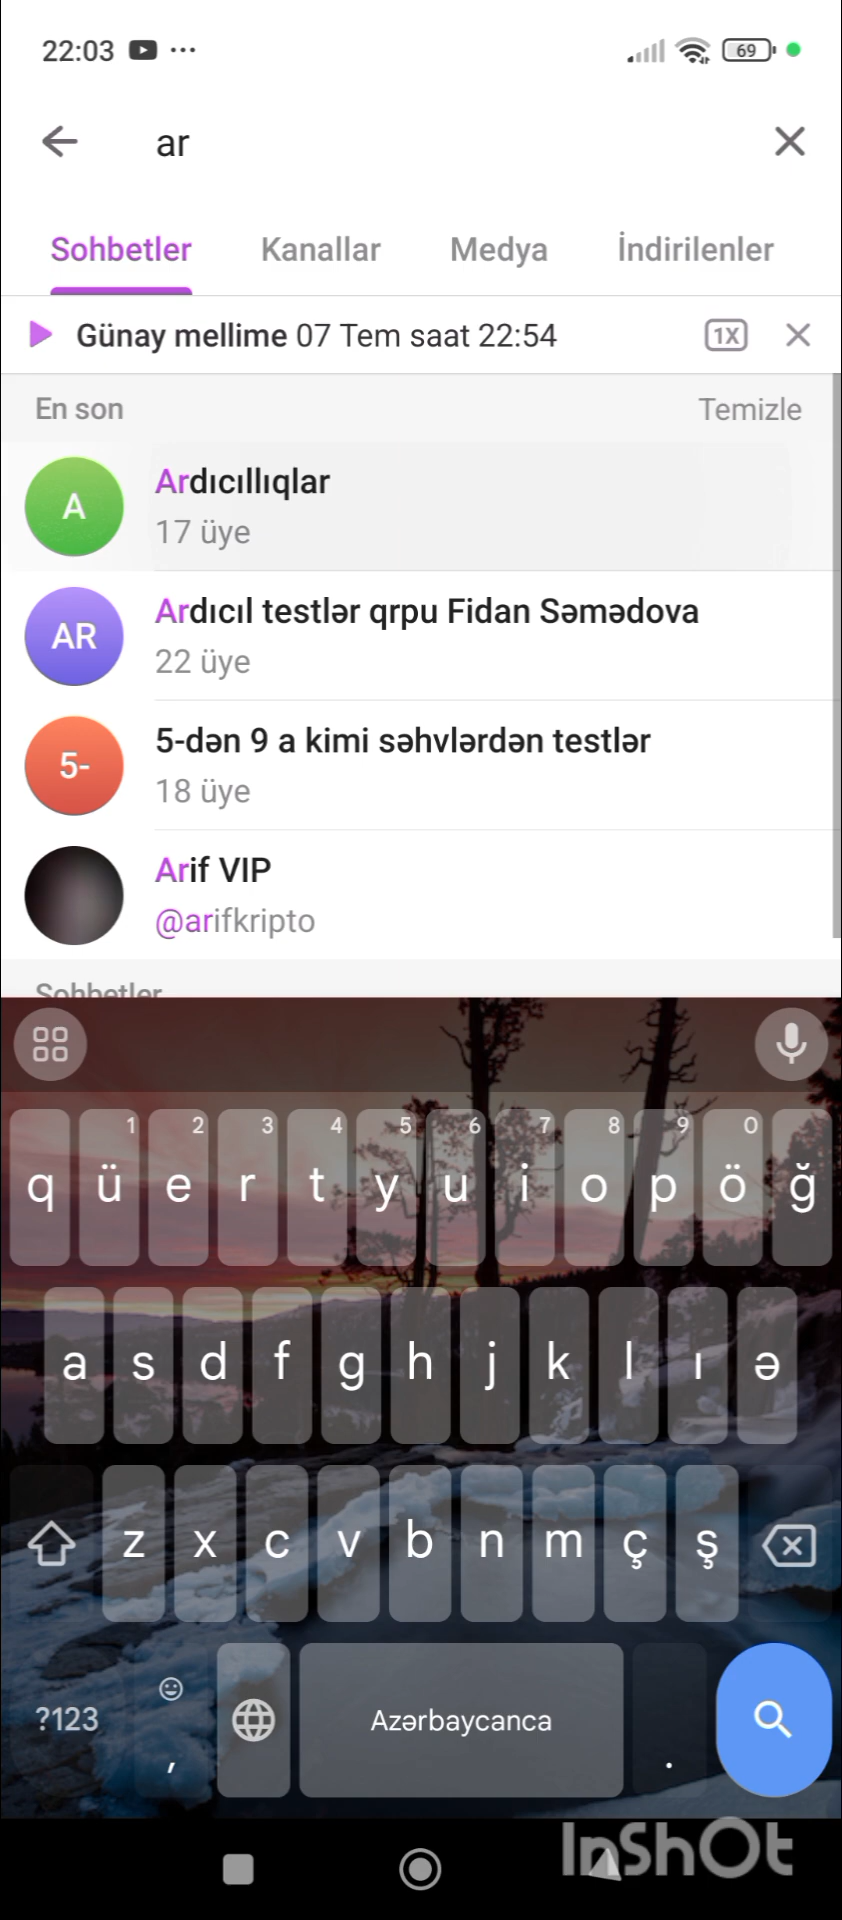 22:03
69
ar
Sohbetler Kanallar Medya İndirilenler
Günay mellime 07 Tem saat 22:54 1X
En son Temizle
A Ardıcıllıqlar
17 üye
AR Ardıcıl testlər qrpu Fidan Səmədova
22 üye
5- 5-dən 9 a kimi səhvlərdən testlər
18 üye
Arif VIP
@arifkripto
Sohbetler
1 2 3 4 5 6 7 8 9 0
q ü e r t y u i o p ö ğ
a s d f g h j k l ı ə
z x c v b n m ç ş
?123 , Azərbaycanca .
InShOt